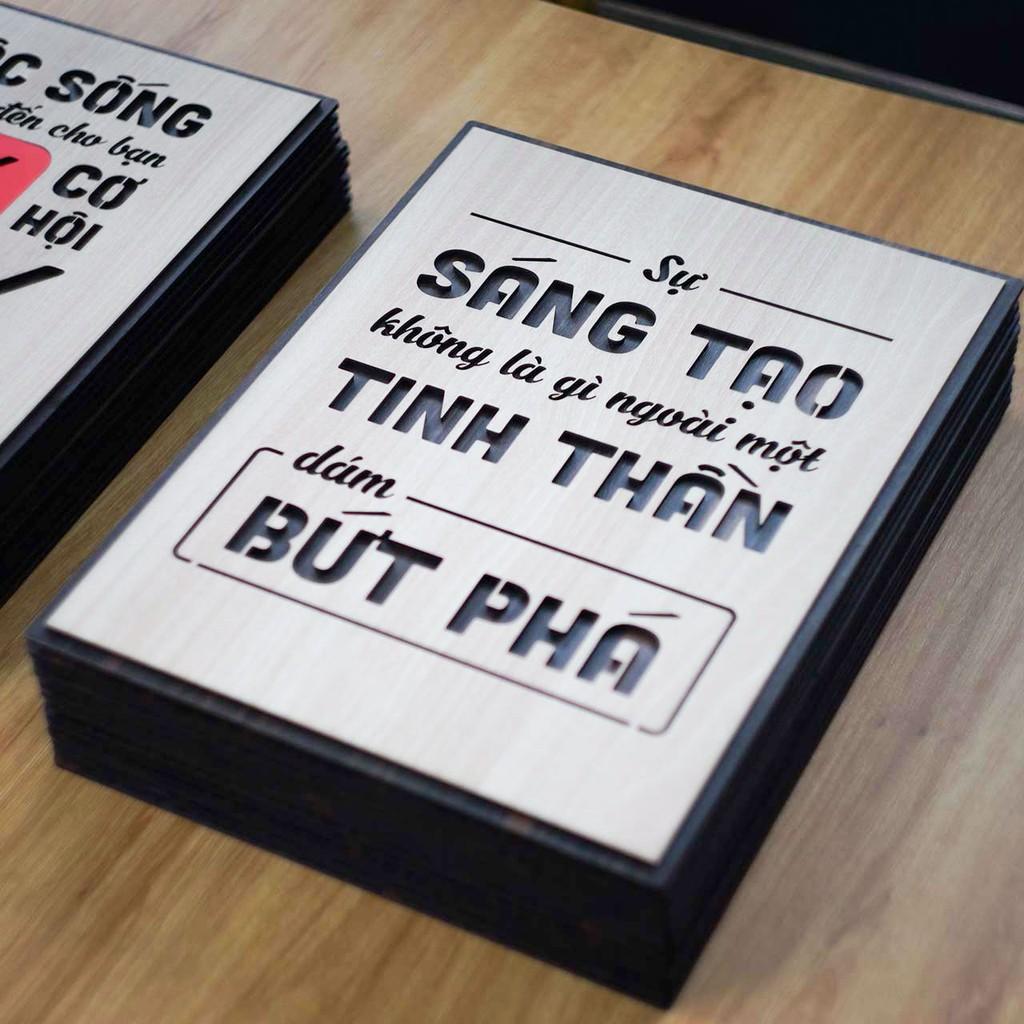 SỐNG
đến cho bạn
CƠ
HỘI
Sự
SÁNG TẠO
không là gì ngoài một
TINH THẦN
dám
BỨT PHÁ